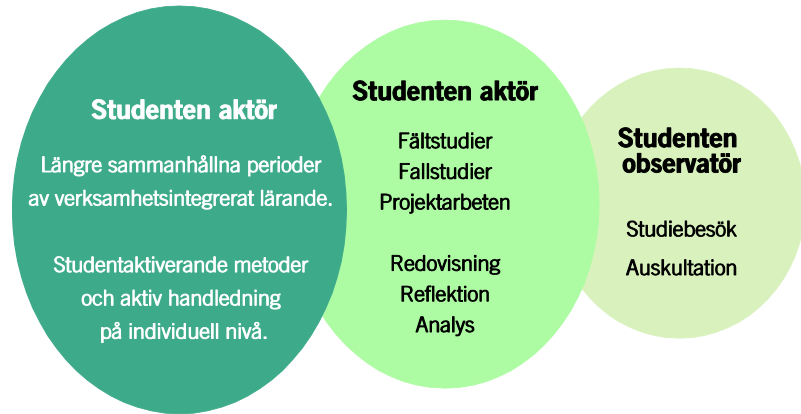 Studenten aktör
Längre sammanhållna perioder
av verksamhetsintegrerat lärande.
Studentaktiverande metoder
och aktiv handledning
på individuell nivå.
Studenten aktör
Fältstudier
Fallstudier
Projektarbeten
Redovisning
Reflektion
Analys
Studenten
observatör
Studiebesök
Auskultation